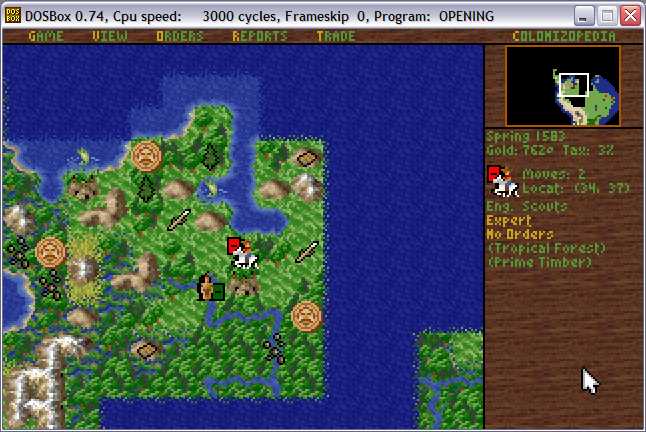 DOSBox 0.74, Cpu speed: 3000 cycles, Frameskip 0, Program: OPENING
GAME VIEW ORDERS REPORTS TRADE COLONIZOPEDIA
Spring 1583
Gold: 762° Tax: 3%
Moves: 2
Locat: (34, 37)
Eng. Scouts
Expert
No Orders
(Tropical Forest)
(Prime Timber)